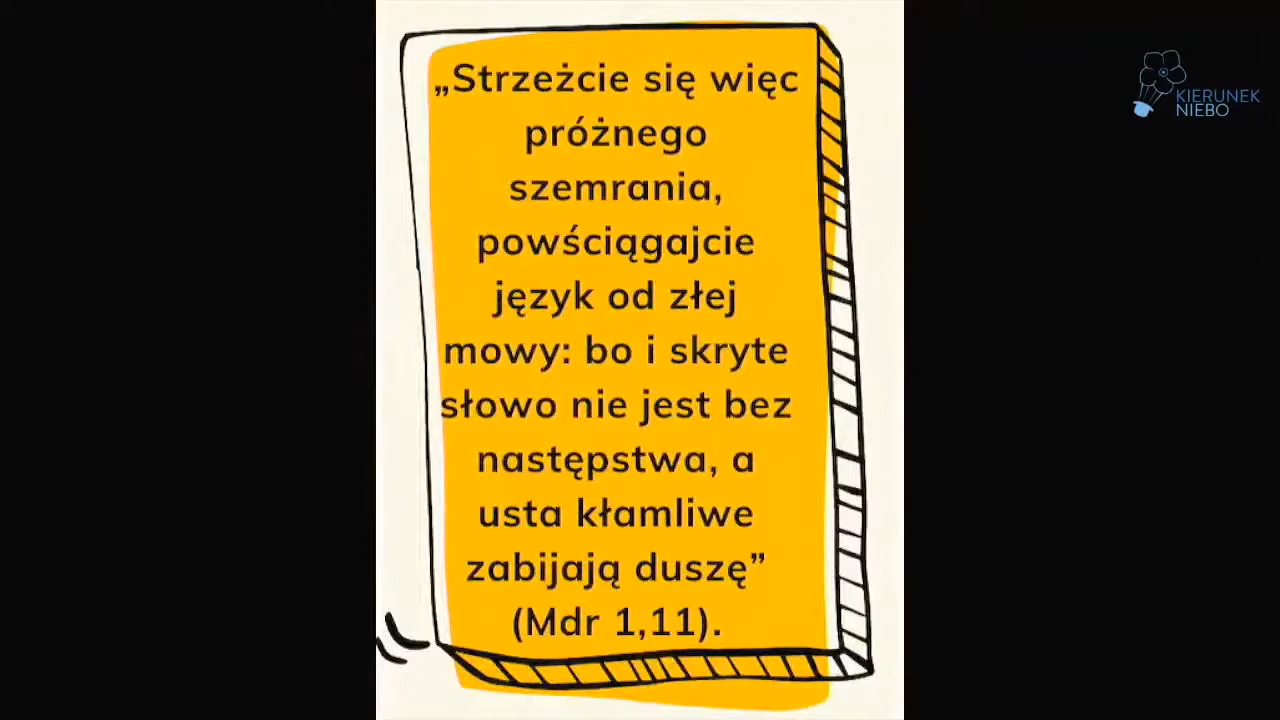 „Strzeżcie się więc
próżnego
szemrania,
powściągajcie
język od złej
mowy: bo i skryte
słowo nie jest bez
następstwa, a
usta kłamliwe
zabijają duszę”
(Mdr 1,11).
KIERUNEK
NIEBO